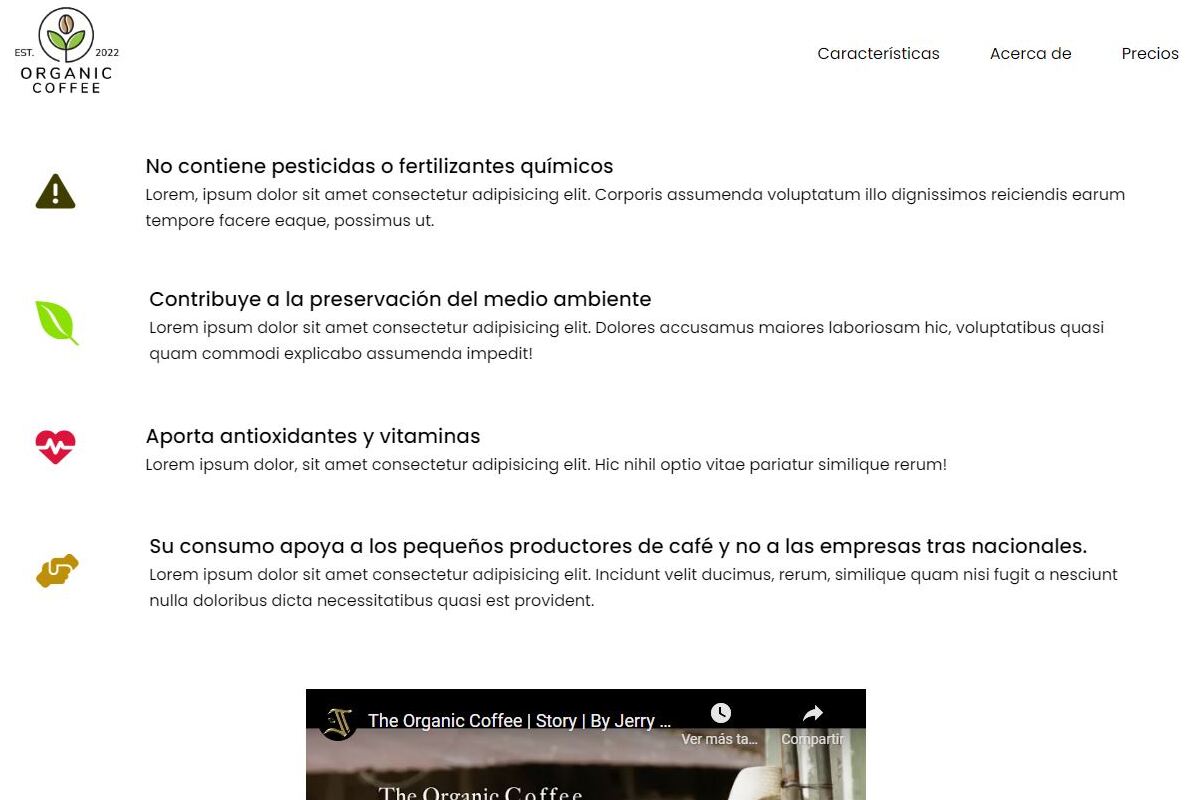 EST. 2022
ORGANIC
COFFEE
Características Acerca de Precios
No contiene pesticidas o fertilizantes químicos
Lorem, ipsum dolor sit amet consectetur adipisicing elit. Corporis assumenda voluptatum illo dignissimos reiciendis earum
tempore facere eaque, possimus ut.
Contribuye a la preservación del medio ambiente
Lorem ipsum dolor sit amet consectetur adipisicing elit. Dolores accusamus maiores laboriosam hic, voluptatibus quasi
quam commodi explicabo assumenda impedit!
Aporta antioxidantes y vitaminas
Lorem ipsum dolor, sit amet consectetur adipisicing elit. Hic nihil optio vitae pariatur similique rerum!
Su consumo apoya a los pequeños productores de café y no a las empresas tras nacionales.
Lorem ipsum dolor sit amet consectetur adipisicing elit. Incidunt velit ducimus, rerum, similique quam nisi fugit a nesciunt
nulla doloribus dicta necessitatibus quasi est provident.
The Organic Coffee | Story | By Jerry ...
Ver más ta... Compartir
The Organic Coffee